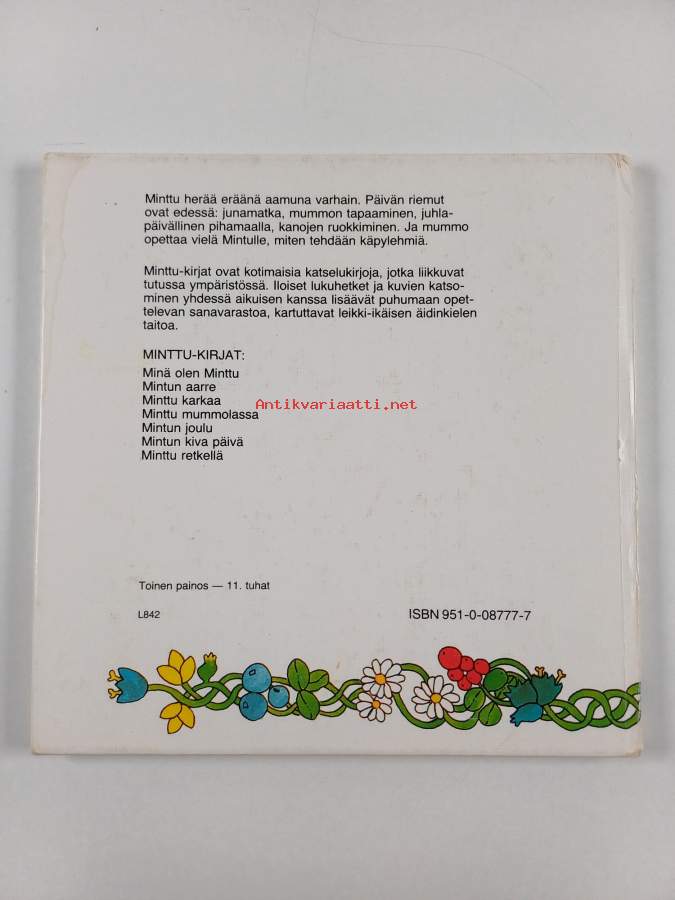 Minttu herää eräänä aamuna varhain. Päivän riemut
ovat edessä: junamatka, mummon tapaaminen, juhla-
päivällinen pihamaalla, kanojen ruokkiminen. Ja mummo
opettaa vielä Mintulle, miten tehdään käpylehmiä.
Minttu-kirjat ovat kotimaisia katselukirjoja, jotka liikkuvat
tutussa ympäristössä. Iloiset lukuhetket ja kuvien katso-
minen yhdessä aikuisen kanssa lisäävät puhumaan opet-
televan sanavarastoa, kartuttavat leikki-ikäisen äidinkielen
taitoa.
MINTTU-KIRJAT:
Minä olen Minttu
Mintun aarre
Minttu karkaa
Antikvariaatti.net
Minttu mummolassa
Mintun joulu
Mintun kiva päivä
Minttu retkellä
Toinen painos — 11. tuhat
L842
ISBN 951-0-08777-7